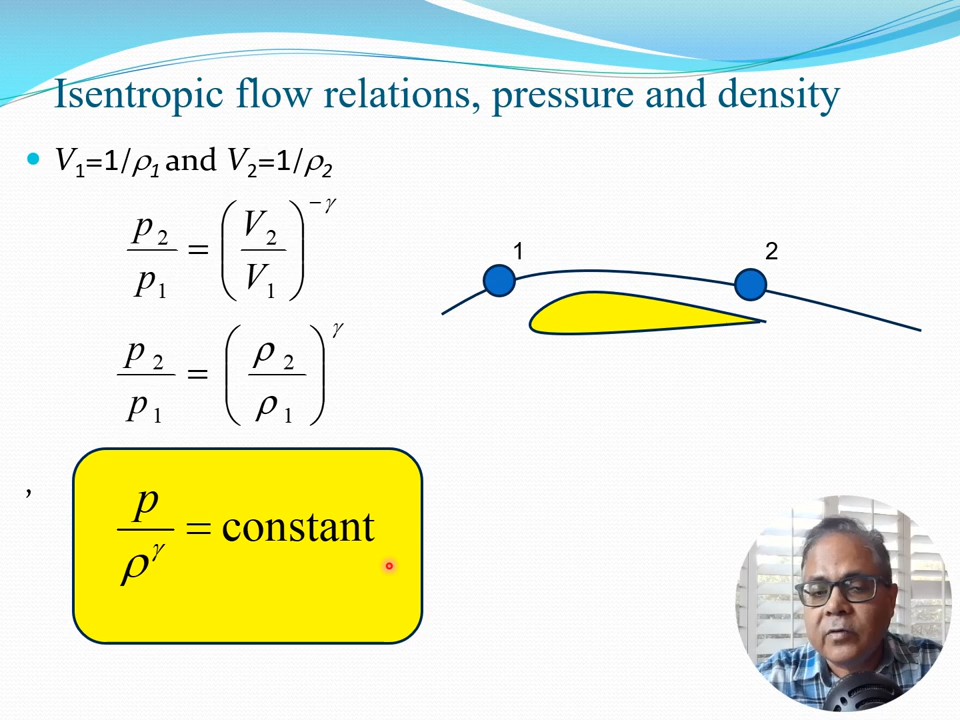 Isentropic flow relations, pressure and density
• V₁=1/ρ₁ and V₂=1/ρ₂
p₂/p₁ = (V₂/V₁)^−γ
1 2
p₂/p₁ = (ρ₂/ρ₁)^γ
,
p/ρ^γ = constant